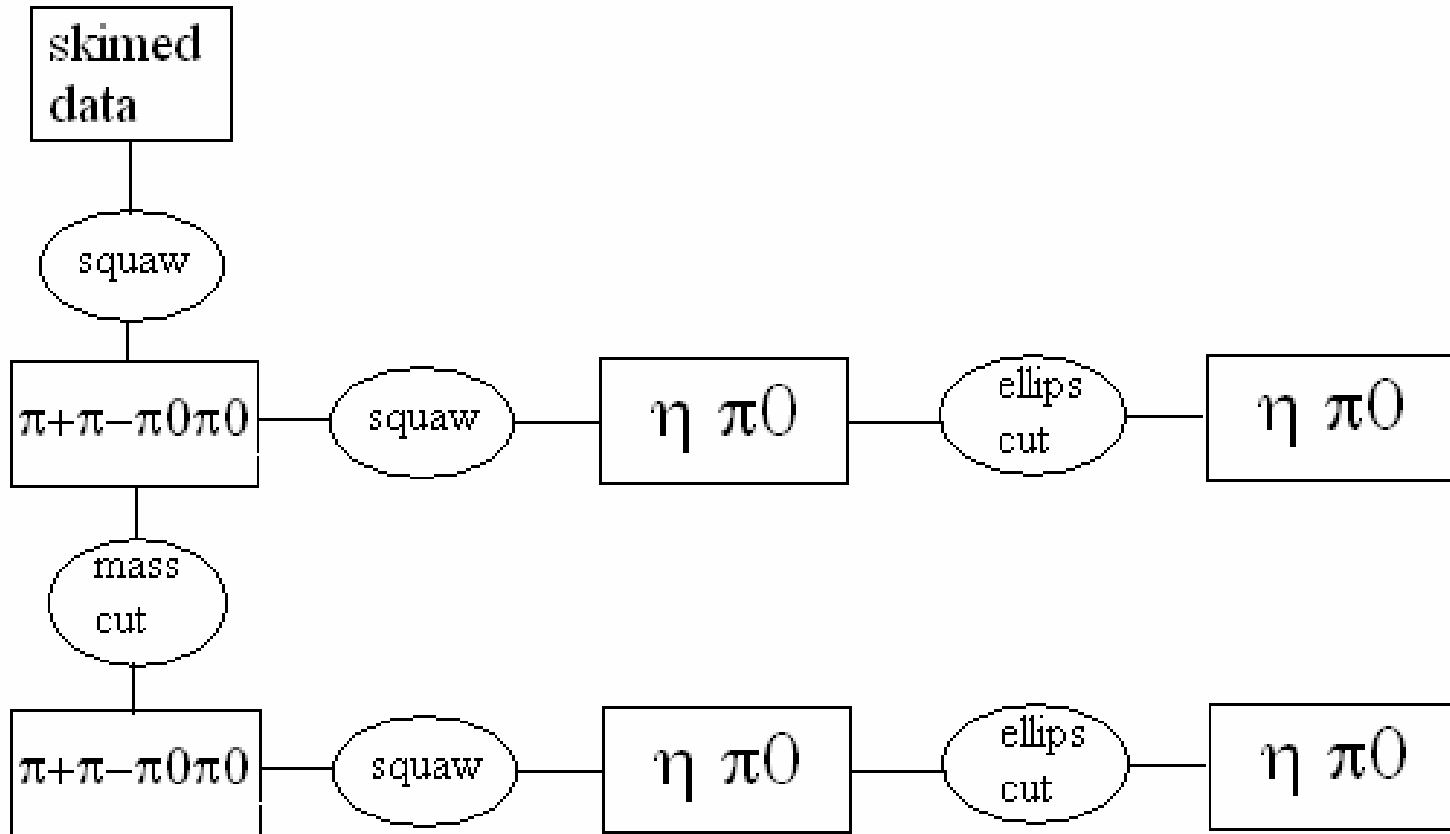 skimed
data
squaw
π+π−π0π0
squaw
η π0
ellips
cut
η π0
mass
cut
π+π−π0π0
squaw
η π0
ellips
cut
η π0